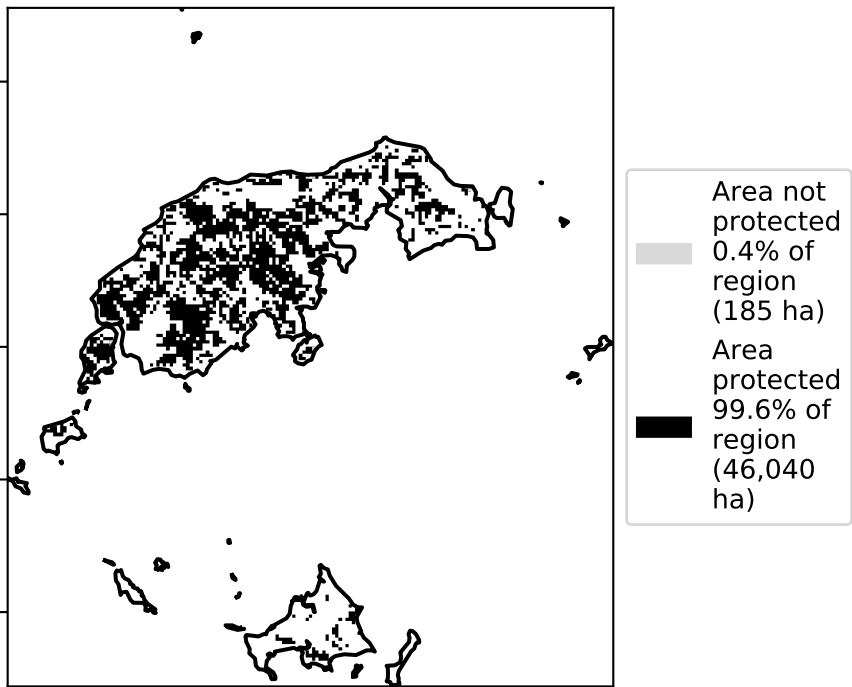 Area not
protected
0.4% of
region
(185 ha)
Area
protected
99.6% of
region
(46,040
ha)